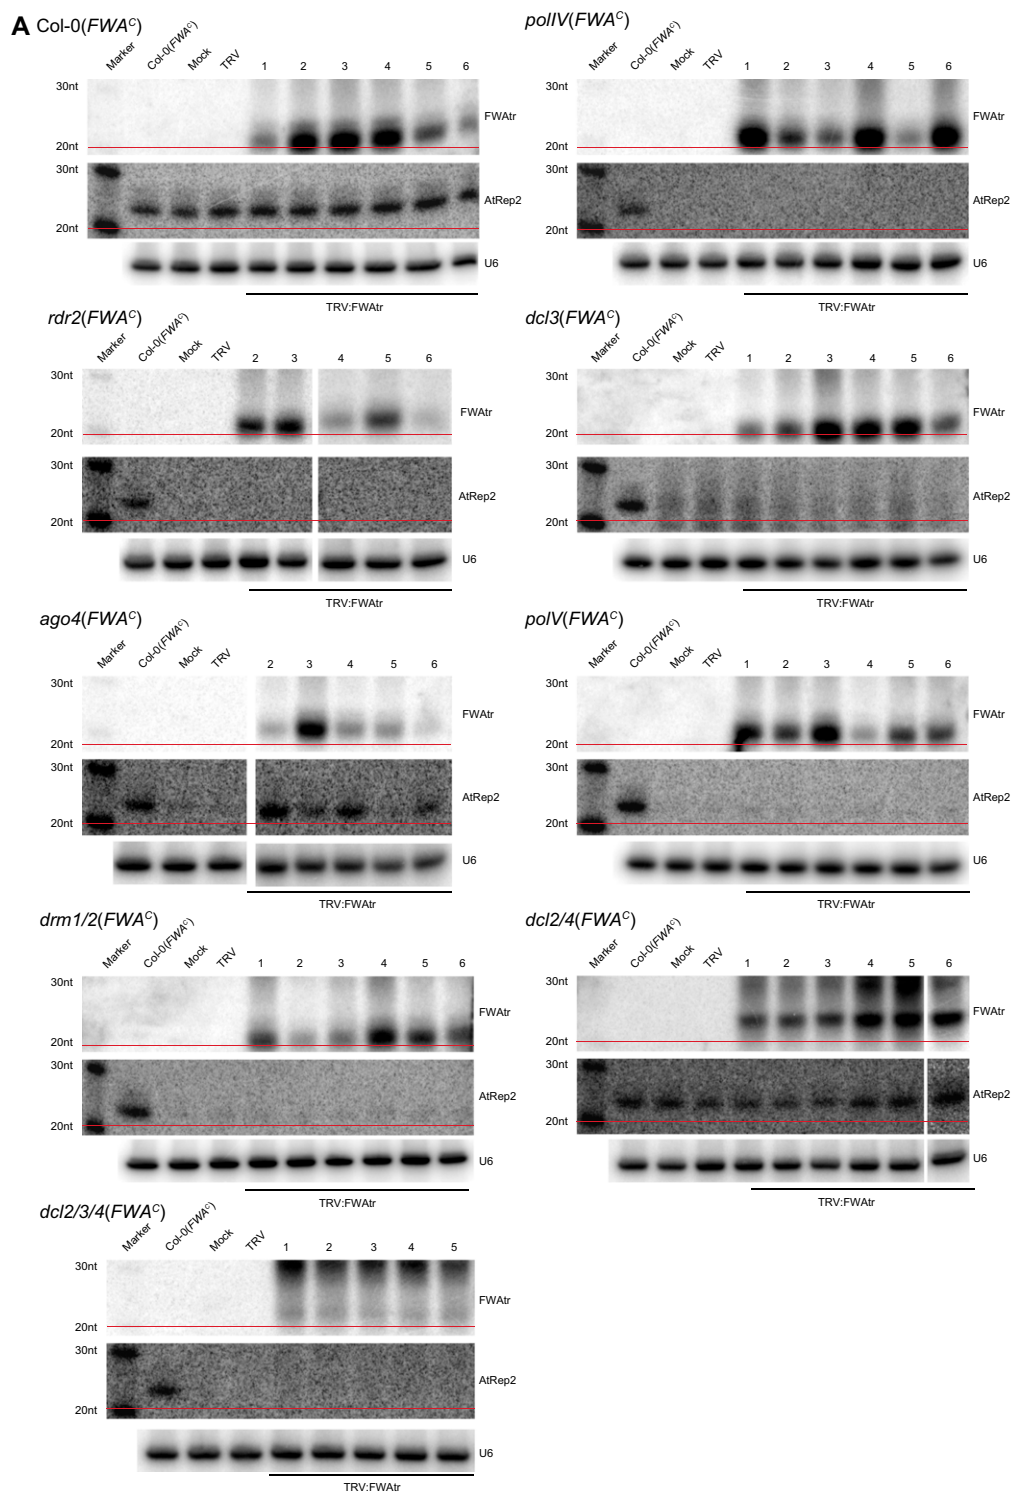 A Col-0(FWAᶜ)
Marker Col-0(FWAᶜ) Mock TRV 1 2 3 4 5 6
30nt
FWAtr
20nt
30nt
AtRep2
20nt
U6
TRV:FWAtr
polIV(FWAᶜ)
Marker Col-0(FWAᶜ) Mock TRV 1 2 3 4 5 6
30nt
FWAtr
20nt
30nt
AtRep2
20nt
U6
TRV:FWAtr
rdr2(FWAᶜ)
Marker Col-0(FWAᶜ) Mock TRV 2 3 4 5 6
30nt
FWAtr
20nt
30nt
AtRep2
20nt
U6
TRV:FWAtr
dcl3(FWAᶜ)
Marker Col-0(FWAᶜ) Mock TRV 1 2 3 4 5 6
30nt
FWAtr
20nt
30nt
AtRep2
20nt
U6
TRV:FWAtr
ago4(FWAᶜ)
Marker Col-0(FWAᶜ) Mock TRV 2 3 4 5 6
30nt
FWAtr
20nt
30nt
AtRep2
20nt
U6
TRV:FWAtr
polV(FWAᶜ)
Marker Col-0(FWAᶜ) Mock TRV 1 2 3 4 5 6
30nt
FWAtr
20nt
30nt
AtRep2
20nt
U6
TRV:FWAtr
drm1/2(FWAᶜ)
Marker Col-0(FWAᶜ) Mock TRV 1 2 3 4 5 6
30nt
FWAtr
20nt
30nt
AtRep2
20nt
U6
TRV:FWAtr
dcl2/4(FWAᶜ)
Marker Col-0(FWAᶜ) Mock TRV 1 2 3 4 5 6
30nt
FWAtr
20nt
30nt
AtRep2
20nt
U6
TRV:FWAtr
dcl2/3/4(FWAᶜ)
Marker Col-0(FWAᶜ) Mock TRV 1 2 3 4 5
30nt
FWAtr
20nt
30nt
AtRep2
20nt
U6
TRV:FWAtr